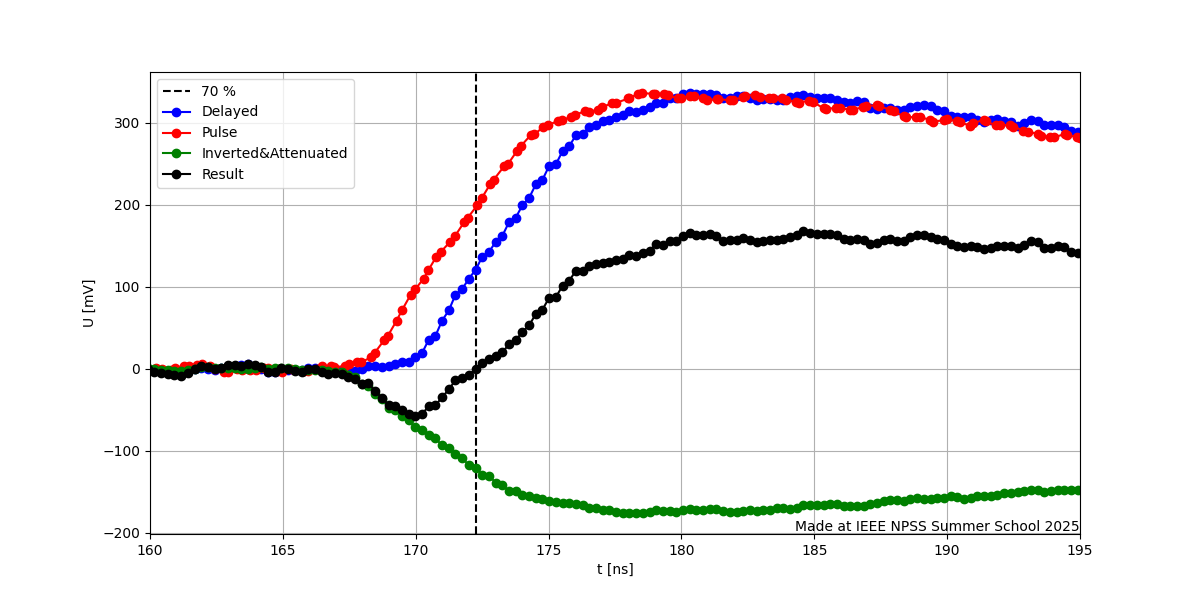 70 %
Delayed
Pulse
Inverted&Attenuated
Result
U [mV]
300
200
100
0
−100
−200
Made at IEEE NPSS Summer School 2025
160 165 170 175 180 185 190 195
t [ns]